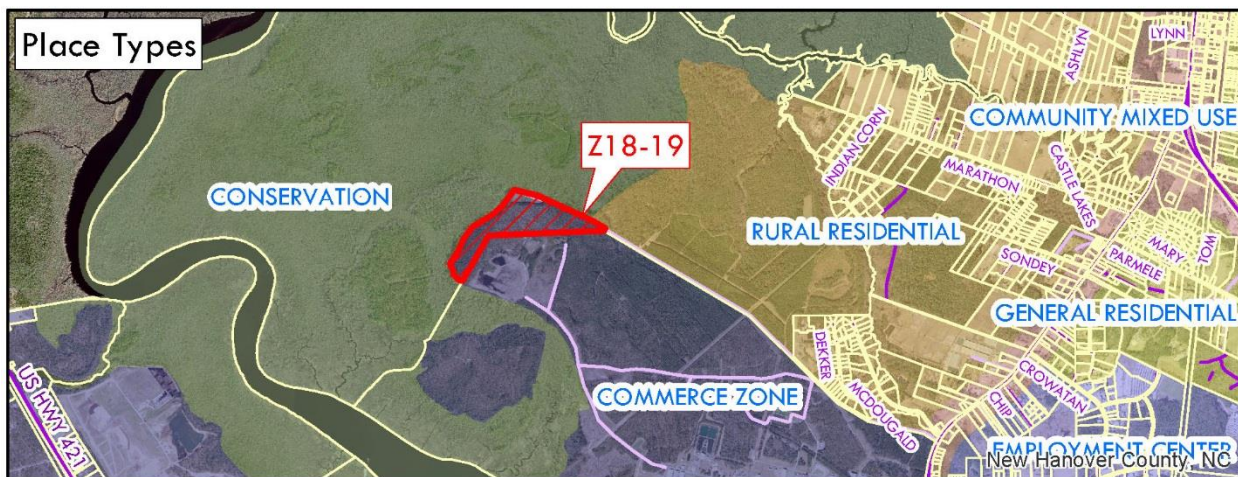 Place Types
LYNN
ASHLYN
COMMUNITY MIXED USE
Z18-19
INDIAN CORN
MARATHON
CASTLE LAKES
CONSERVATION
RURAL RESIDENTIAL
SONDEY
MARY
TOM
PARMELE
GENERAL RESIDENTIAL
US HWY 421
DEKKER
MCDOUGALD
COMMERCE ZONE
CROWATAN
CHIP
EMPLOYMENT CENTER
New Hanover County, NC